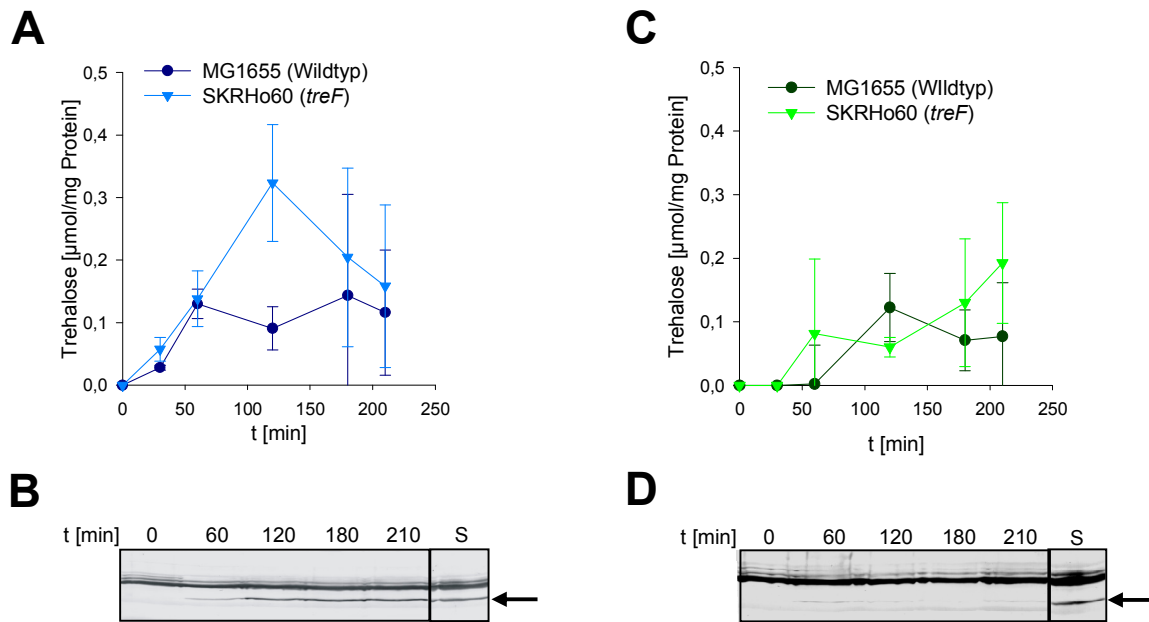 A
MG1655 (Wildtyp)
SKRHo60 (treF)
Trehalose [µmol/mg Protein]
0,5
0,4
0,3
0,2
0,1
0,0
0 50 100 150 200 250
t [min]
C
MG1655 (WIldtyp)
SKRHo60 (treF)
Trehalose [µmol/mg Protein]
0,5
0,4
0,3
0,2
0,1
0,0
0 50 100 150 200 250
t [min]
B
t [min] 0 60 120 180 210 S
D
t [min] 0 60 120 180 210 S